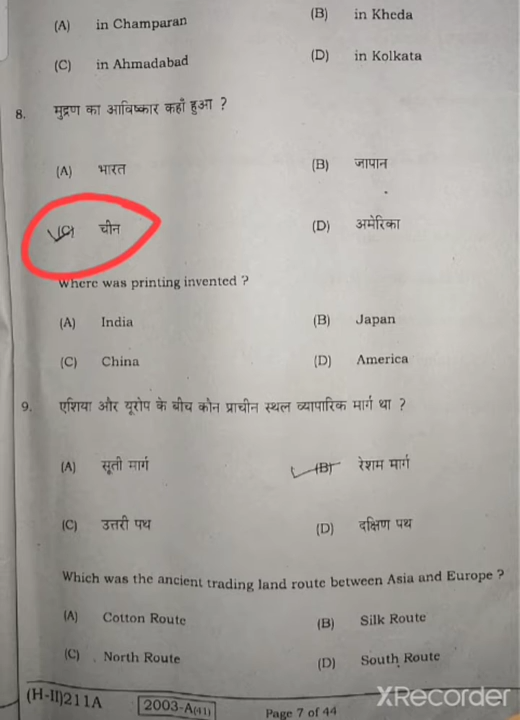 (A) in Champaran (B) in Kheda
(C) in Ahmadabad (D) in Kolkata
8. मुद्रण का आविष्कार कहाँ हुआ ?
(A) भारत (B) जापान
(C) चीन (D) अमेरिका
Where was printing invented ?
(A) India (B) Japan
(C) China (D) America
9. एशिया और यूरोप के बीच कौन प्राचीन स्थल व्यापारिक मार्ग था ?
(A) सूती मार्ग (B) रेशम मार्ग
(C) उत्तरी पथ (D) दक्षिण पथ
Which was the ancient trading land route between Asia and Europe ?
(A) Cotton Route (B) Silk Route
(C) North Route (D) South Route
(H-II)211A 2003-A(41) Page 7 of 44
XRecorder